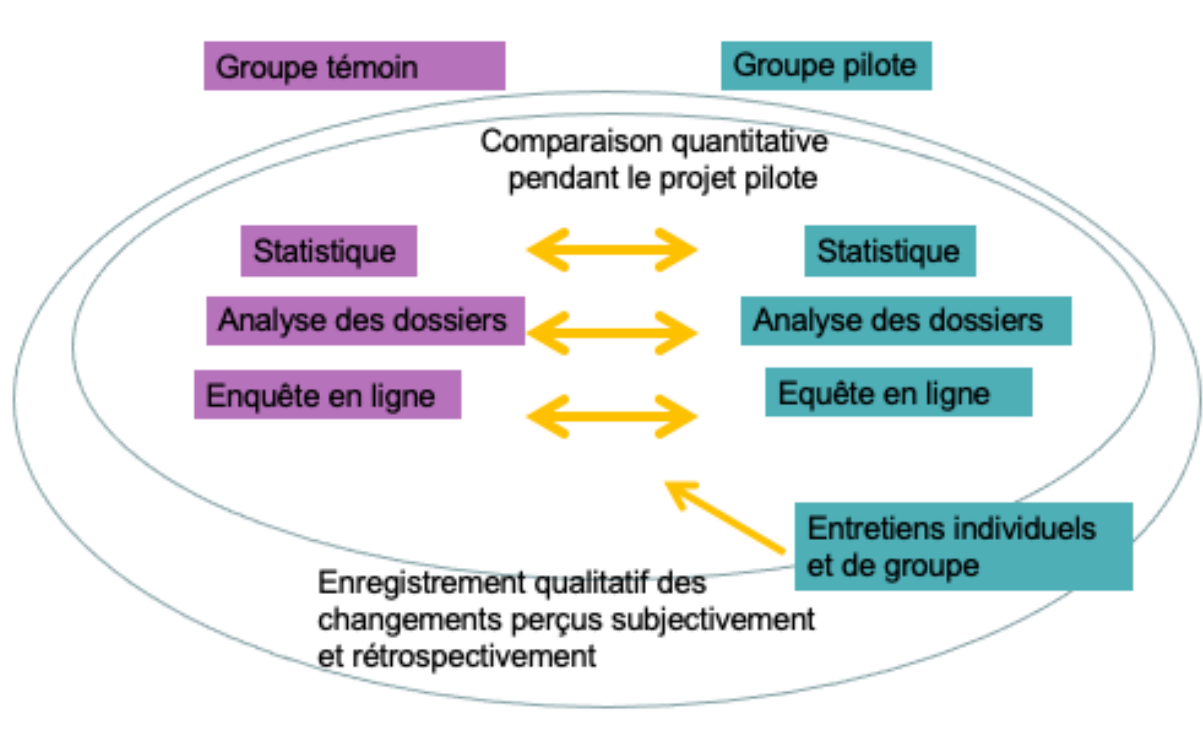 Groupe témoin
Groupe pilote
Comparaison quantitative
pendant le projet pilote
Statistique
Statistique
Analyse des dossiers
Analyse des dossiers
Enquête en ligne
Equête en ligne
Entretiens individuels
et de groupe
Enregistrement qualitatif des
changements perçus subjectivement
et rétrospectivement